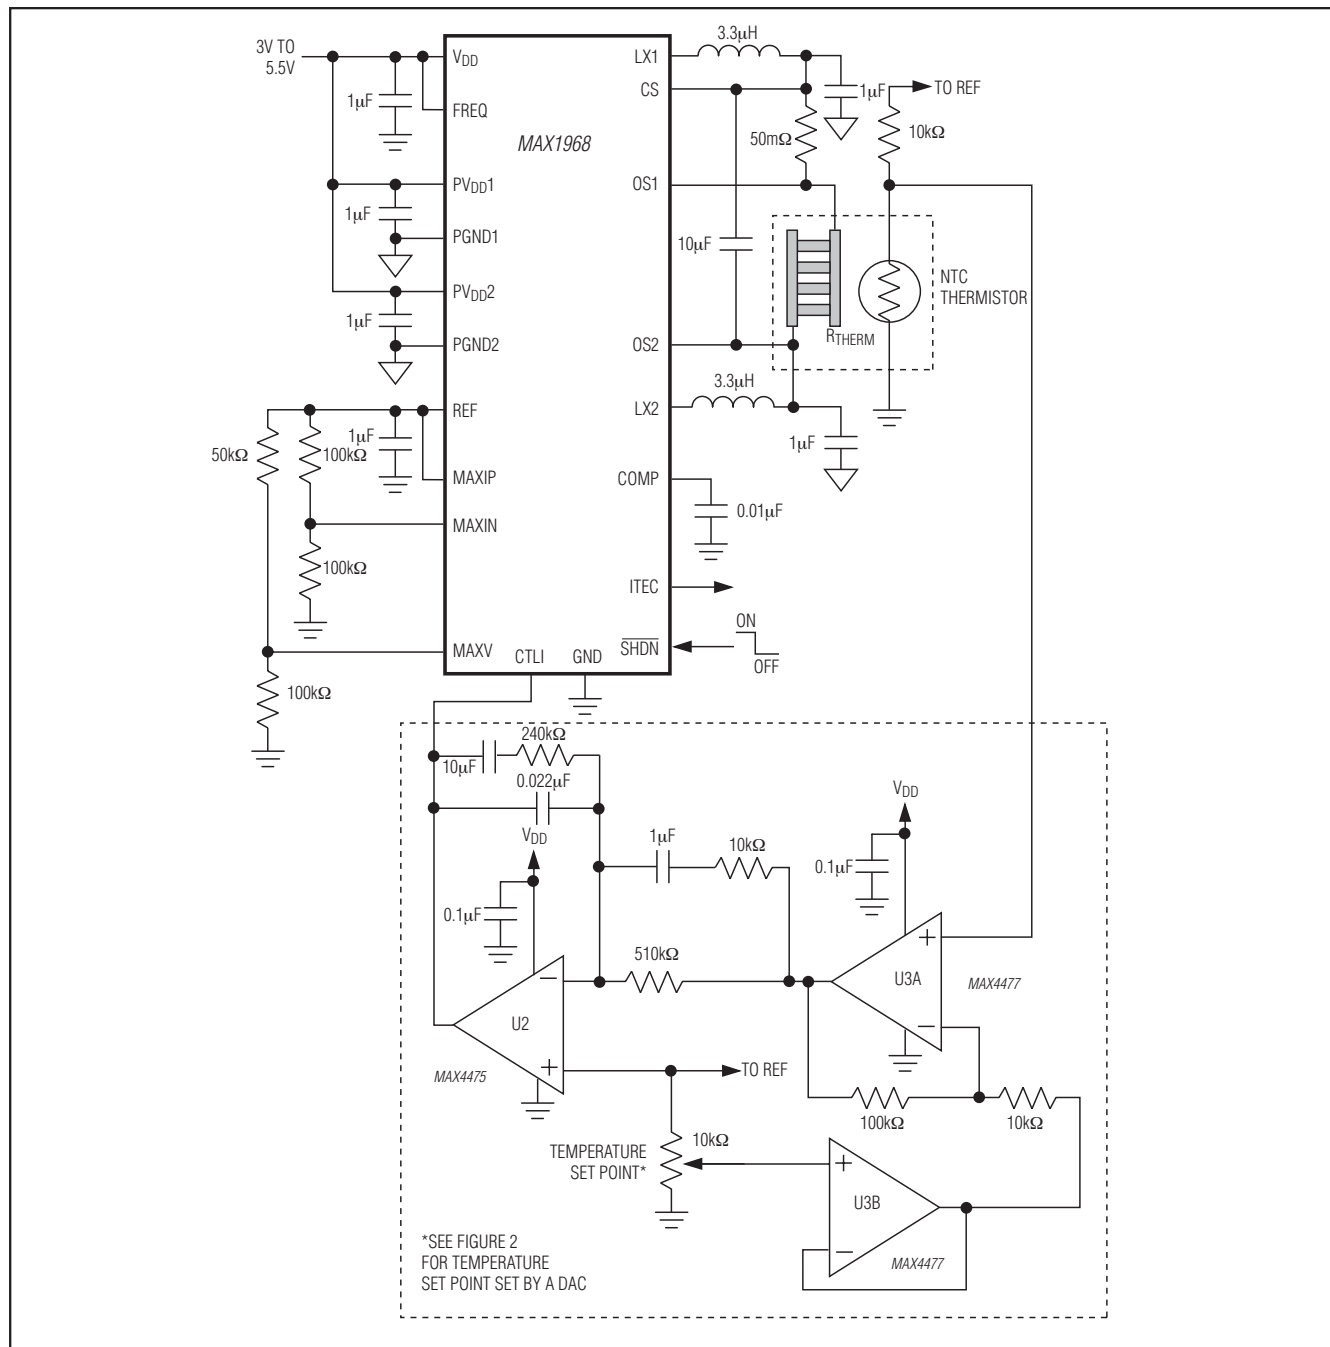 3V TO
5.5V
VDD
1µF
FREQ
MAX1968
PVDD1
1µF
PGND1
PVDD2
1µF
PGND2
REF
50kΩ
100kΩ
1µF
MAXIP
MAXIN
100kΩ
MAXV
100kΩ
CTLI
GND
LX1
3.3µH
CS
1µF
TO REF
50mΩ
10kΩ
OS1
10µF
NTC
THERMISTOR
RTHERM
OS2
3.3µH
LX2
1µF
COMP
0.01µF
ITEC
ON
SHDN
OFF
240kΩ
10µF
0.022µF
VDD
0.1µF
1µF
10kΩ
VDD
0.1µF
510kΩ
U2
MAX4475
U3A
MAX4477
TO REF
100kΩ
10kΩ
10kΩ
TEMPERATURE
SET POINT*
U3B
MAX4477
*SEE FIGURE 2
FOR TEMPERATURE
SET POINT SET BY A DAC